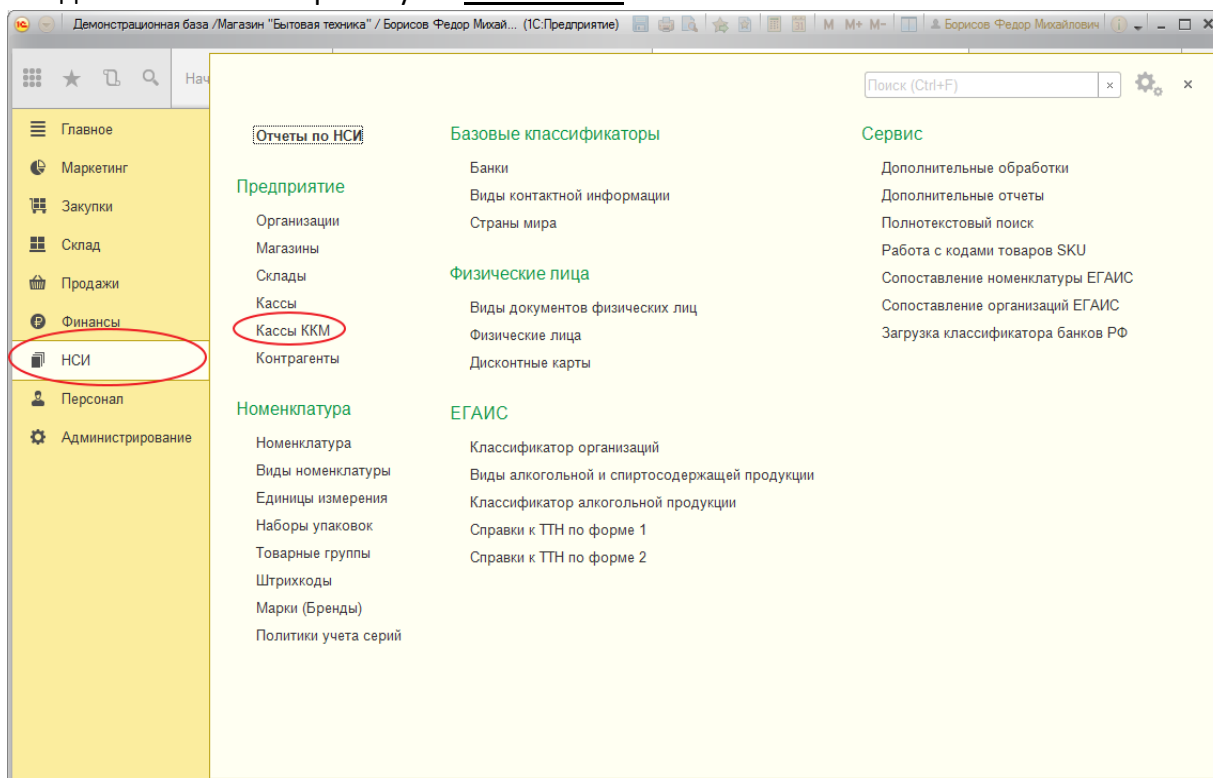 Демонстрационная база /Магазин "Бытовая техника" / Борисов Федор Михай... (1С:Предприятие)
M M+ M-
Борисов Федор Михайлович
Нач
Поиск (Ctrl+F)
Главное
Маркетинг
Закупки
Склад
Продажи
Финансы
НСИ
Персонал
Администрирование
Отчеты по НСИ
Предприятие
Организации
Магазины
Склады
Кассы
Кассы ККМ
Контрагенты
Номенклатура
Номенклатура
Виды номенклатуры
Единицы измерения
Наборы упаковок
Товарные группы
Штрихкоды
Марки (Бренды)
Политики учета серий
Базовые классификаторы
Банки
Виды контактной информации
Страны мира
Физические лица
Виды документов физических лиц
Физические лица
Дисконтные карты
ЕГАИС
Классификатор организаций
Виды алкогольной и спиртосодержащей продукции
Классификатор алкогольной продукции
Справки к ТТН по форме 1
Справки к ТТН по форме 2
Сервис
Дополнительные обработки
Дополнительные отчеты
Полнотекстовый поиск
Работа с кодами товаров SKU
Сопоставление номенклатуры ЕГАИС
Сопоставление организаций ЕГАИС
Загрузка классификатора банков РФ